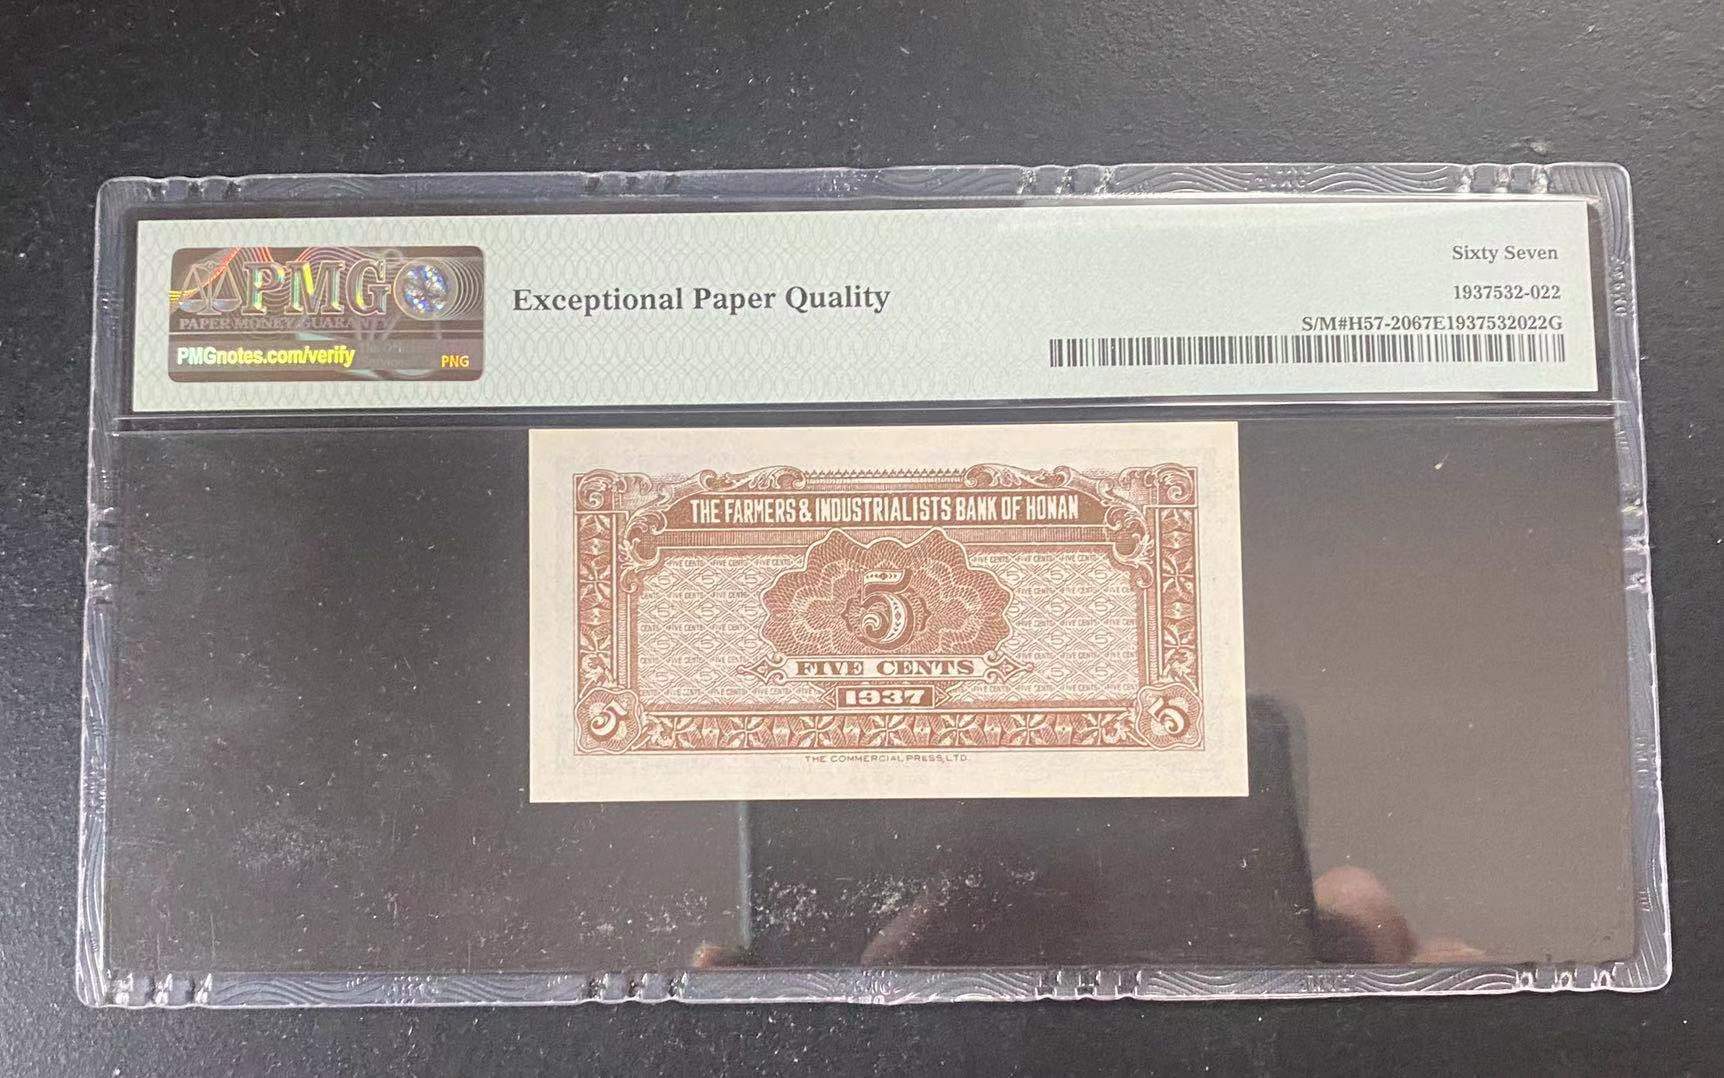 PMG
PAPER MONEY GUARANTY
PMGnotes.com/verify
PNG
Exceptional Paper Quality
Sixty Seven
1937532-022
S/M#H57-2067E1937532022G
THE FARMERS & INDUSTRIALISTS BANK OF HONAN
5
FIVE CENTS
1937
5
5
THE COMMERCIAL PRESS, LTD.